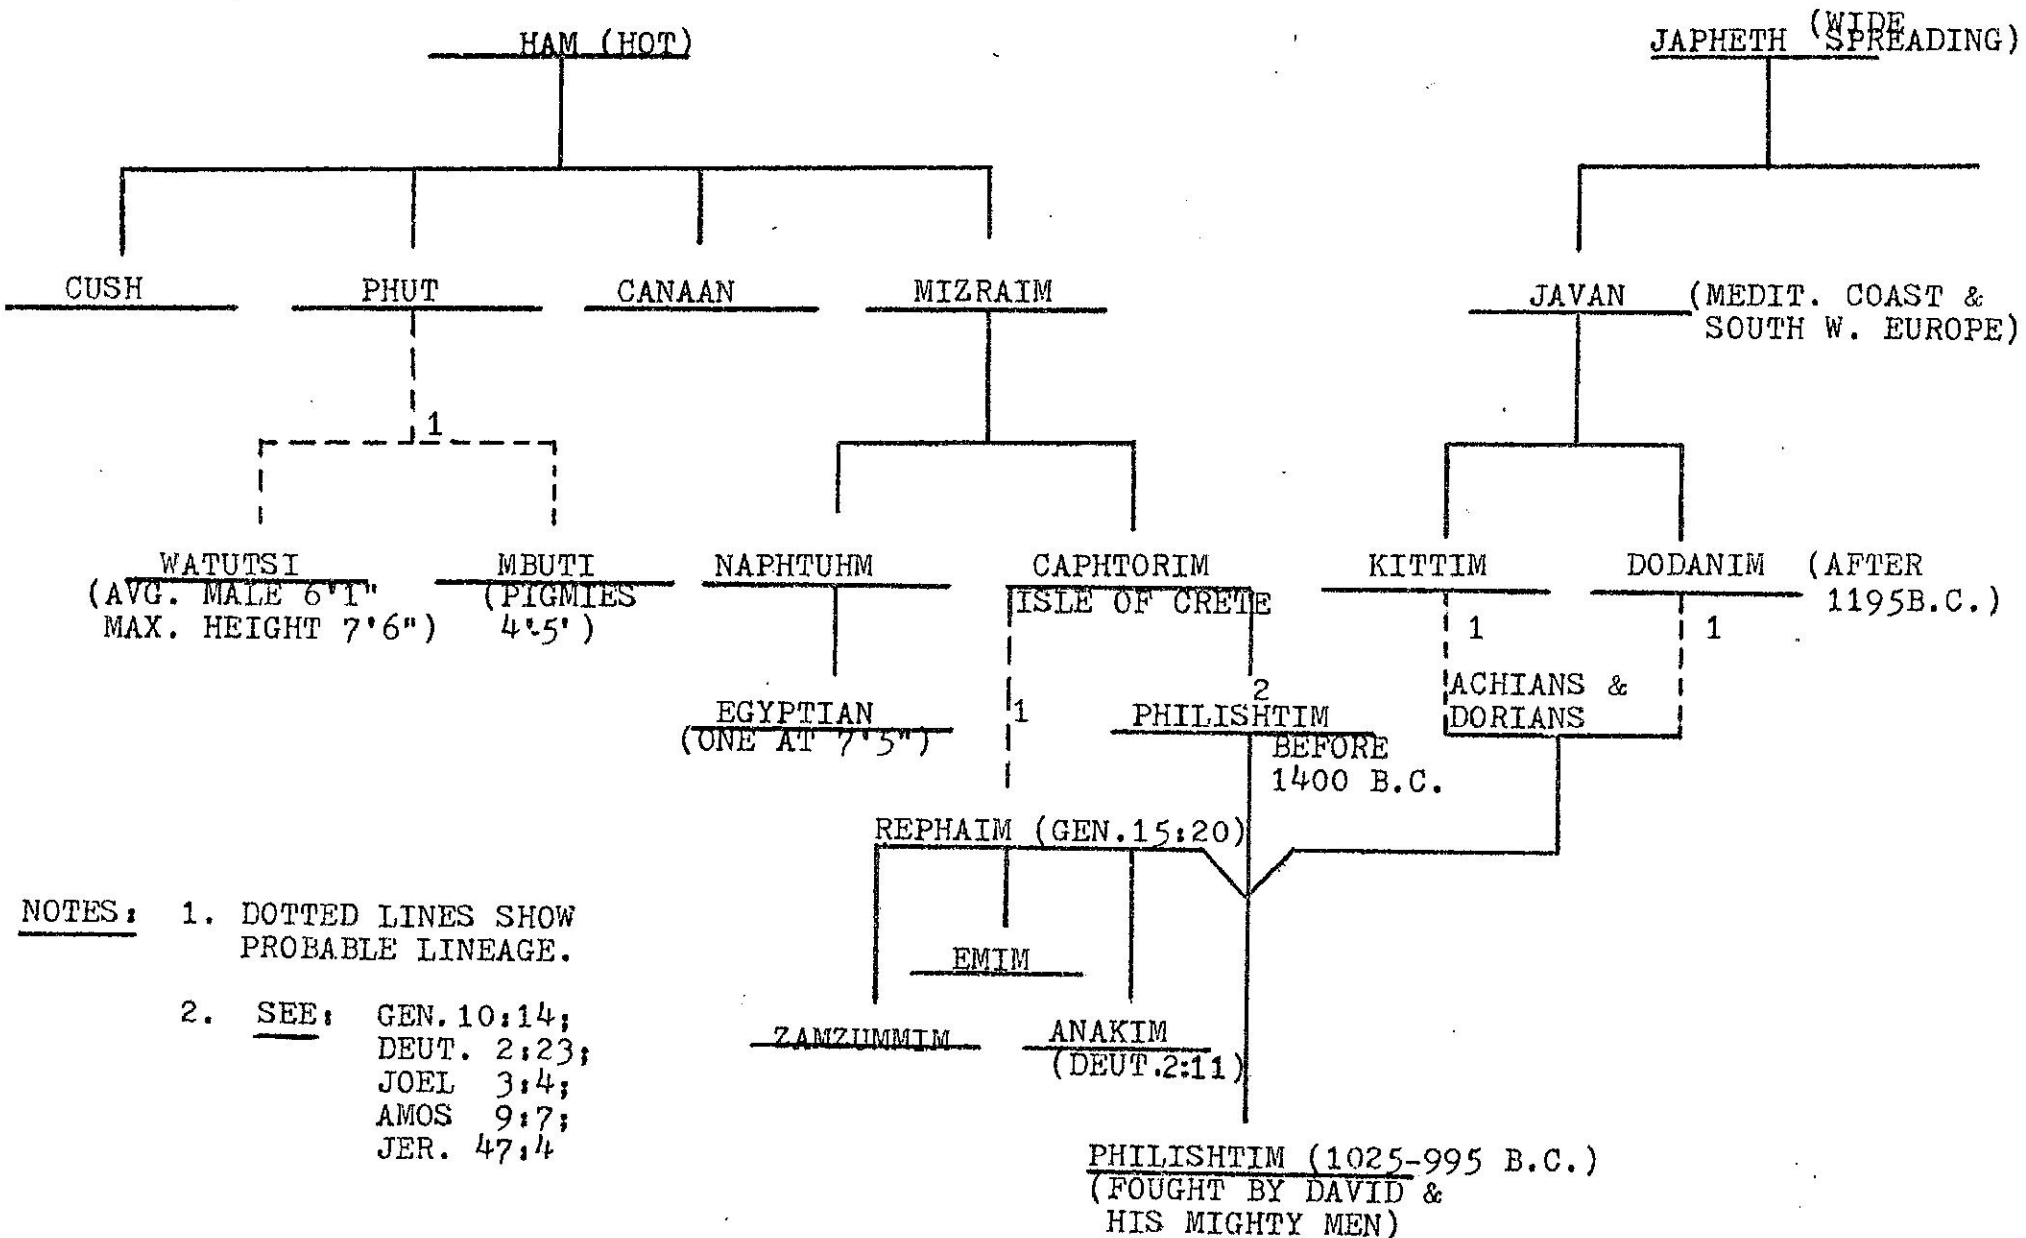 HAM (HOT)
JAPHETH (WIDE SPREADING)
CUSH
PHUT
CANAAN
MIZRAIM
JAVAN
(MEDIT. COAST &
SOUTH W. EUROPE)
1
WATUTSI
(AVG. MALE 6'1"
MAX. HEIGHT 7'6")
MBUTI
(PIGMIES
4'5')
NAPHTUHM
CAPHTORIM
ISLE OF CRETE
KITTIM
DODANIM
(AFTER
1195B.C.)
1
1
EGYPTIAN
(ONE AT 7'5")
1
2
PHILISHTIM
BEFORE
1400 B.C.
ACHIANS &
DORIANS
REPHAIM (GEN.15:20)
EMIM
ZAMZUMMIM
ANAKIM
(DEUT.2:11)
NOTES: 1. DOTTED LINES SHOW
PROBABLE LINEAGE.
2. SEE: GEN.10:14;
DEUT. 2:23;
JOEL 3:4;
AMOS 9:7;
JER. 47:4
PHILISHTIM (1025-995 B.C.)
(FOUGHT BY DAVID &
HIS MIGHTY MEN)